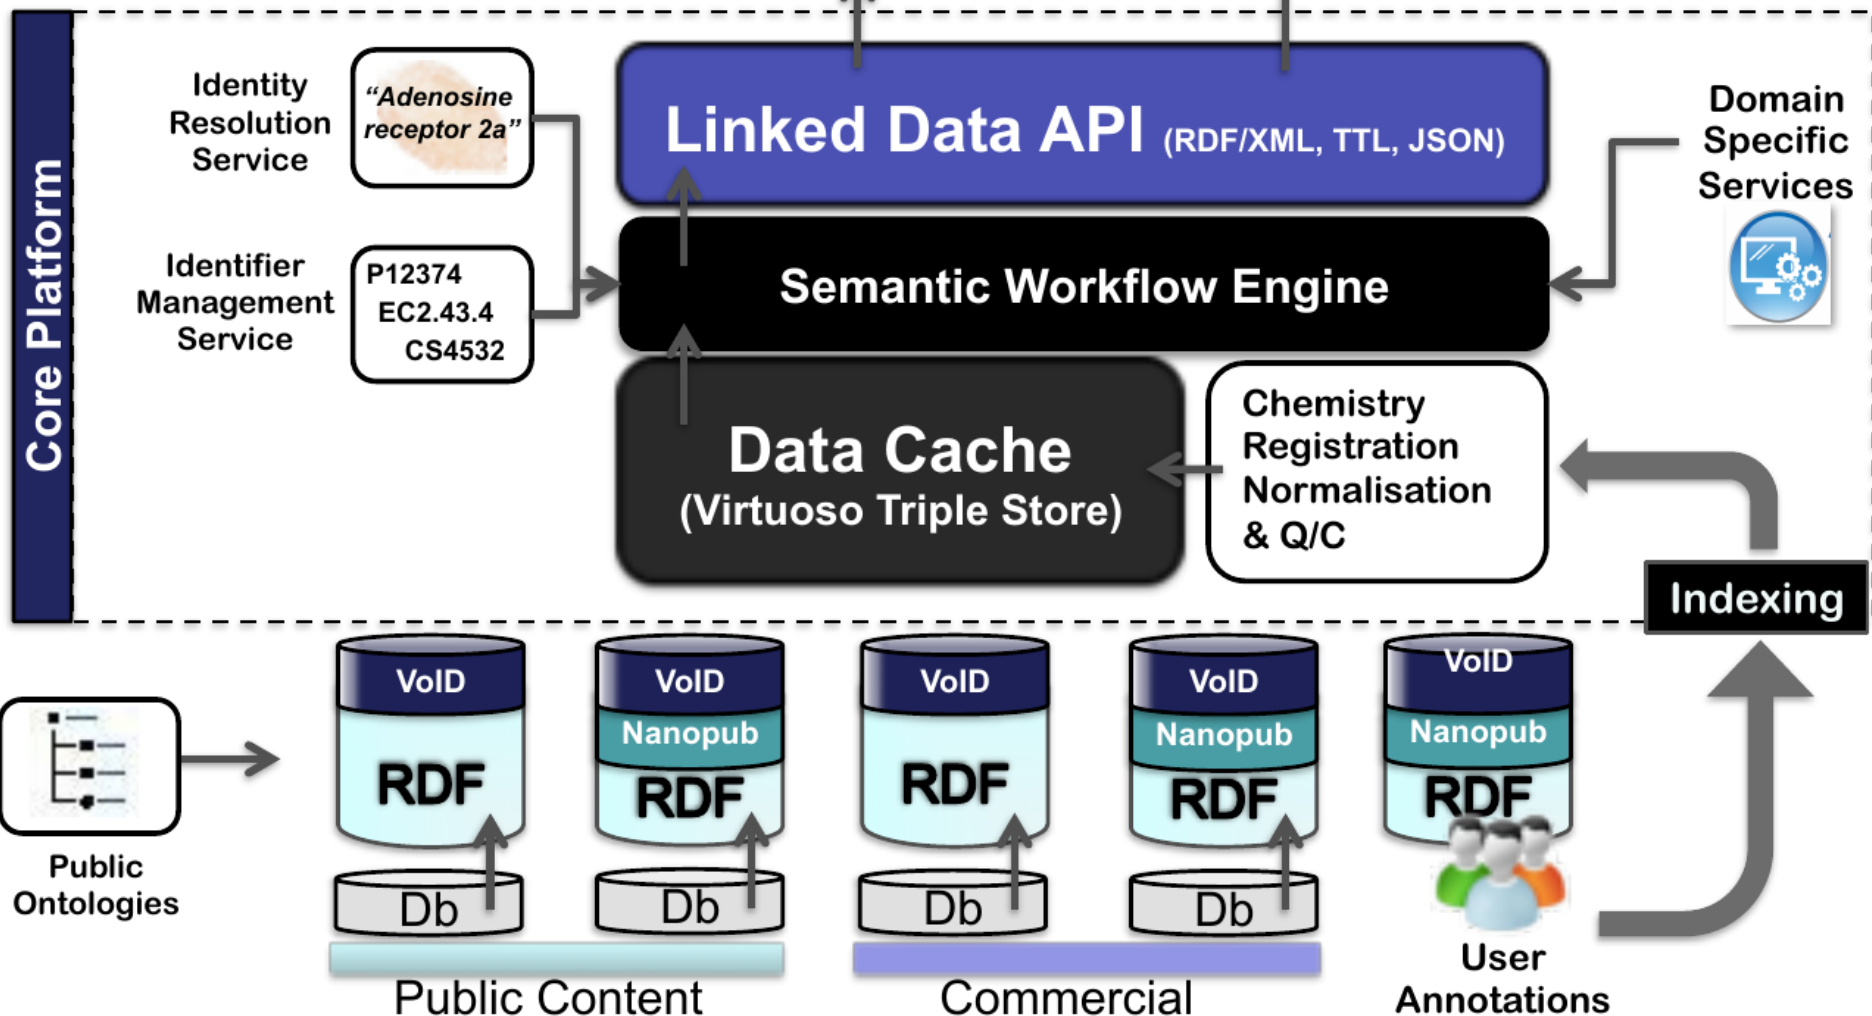 Core Platform
Identity
Resolution
Service
“Adenosine
receptor 2a”
Linked Data API (RDF/XML, TTL, JSON)
Domain
Specific
Services
Identifier
Management
Service
P12374
EC2.43.4
CS4532
Semantic Workflow Engine
Data Cache
(Virtuoso Triple Store)
Chemistry
Registration
Normalisation
& Q/C
Indexing
VoID
RDF
Db
VoID
Nanopub
RDF
Db
VoID
RDF
Db
VoID
Nanopub
RDF
Db
VoID
Nanopub
RDF
Public
Ontologies
Public Content
Commercial
User
Annotations